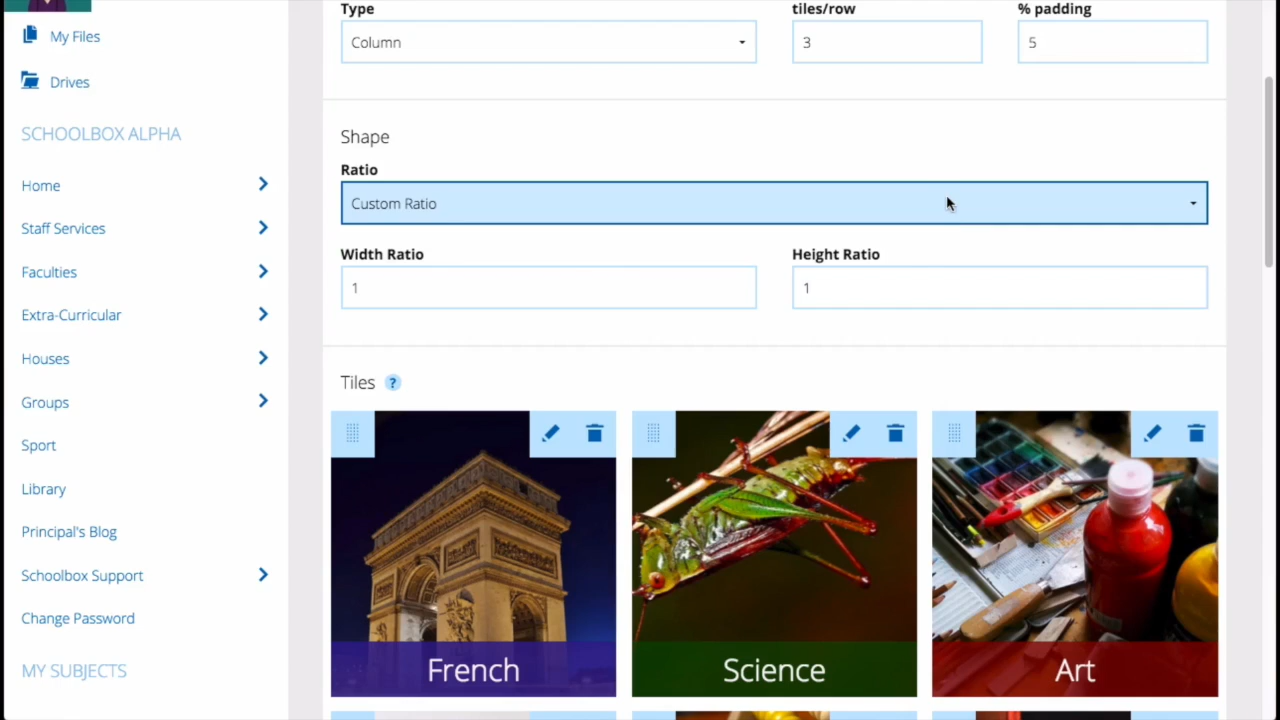 My Files
Drives
SCHOOLBOX ALPHA
Home
Staff Services
Faculties
Extra-Curricular
Houses
Groups
Sport
Library
Principal's Blog
Schoolbox Support
Change Password
MY SUBJECTS
Type
tiles/row
% padding
Column
3
5
Shape
Ratio
Custom Ratio
Width Ratio
Height Ratio
1
1
Tiles ?
French
Science
Art